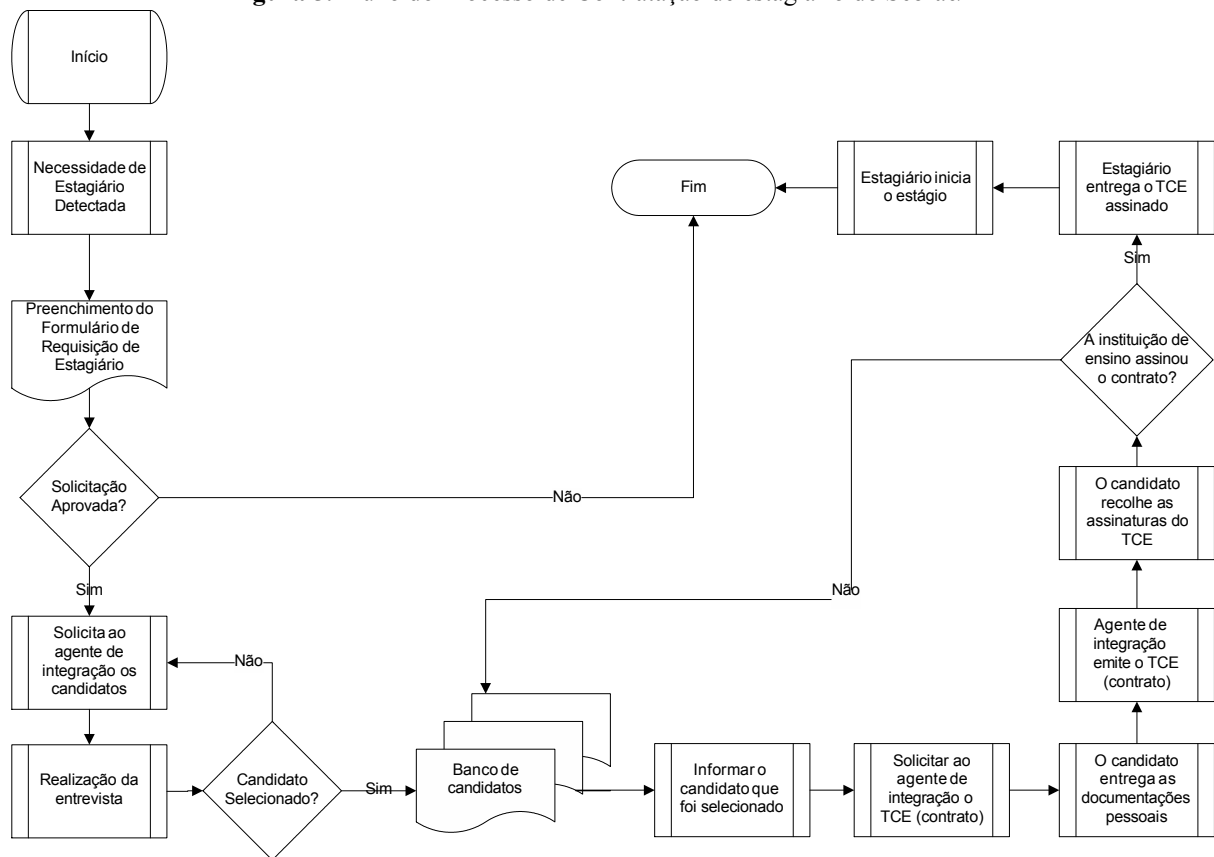 Início
Necessidade de
Estagiário
Detectada
Preenchimento do
Formulário de
Requisição de
Estagiário
Solicitação
Aprovada?
Não
Sim
Solicita ao
agente de
integração os
candidatos
Não
Realização da
entrevista
Candidato
Selecionado?
Sim
Banco de
candidatos
Informar o
candidato que
foi selecionado
Solicitar ao
agente de
integração o
TCE (contrato)
O candidato
entrega as
documentações
pessoais
Agente de
integração
emite o TCE
(contrato)
O candidato
recolhe as
assinaturas do
TCE
A instituição de
ensino assinou
o contrato?
Não
Sim
Estagiário
entrega o TCE
assinado
Estagiário inicia
o estágio
Fim